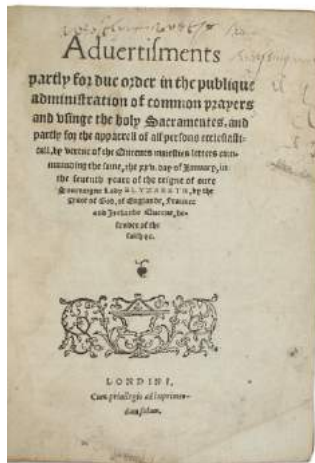 Aduertisments
partly for due order in the publique
administration of common prayers
and vsinge the holy Sacramentes, and
partly for the apparrell of all persons ecclesiasti-
call, by vertue of the Queenes maiesties letters com-
maunding the same, the xxv. day of January, in
the seuenth yeare of the reigne of oure
Soueraigne Lady ELYZABETH, by the
grace of God, of Englande, Fraunce
and Irelande Queene, de-
fender of the
faith &c.
LONDINI,
Cum priuilegio ad imprimen-
dum solum.